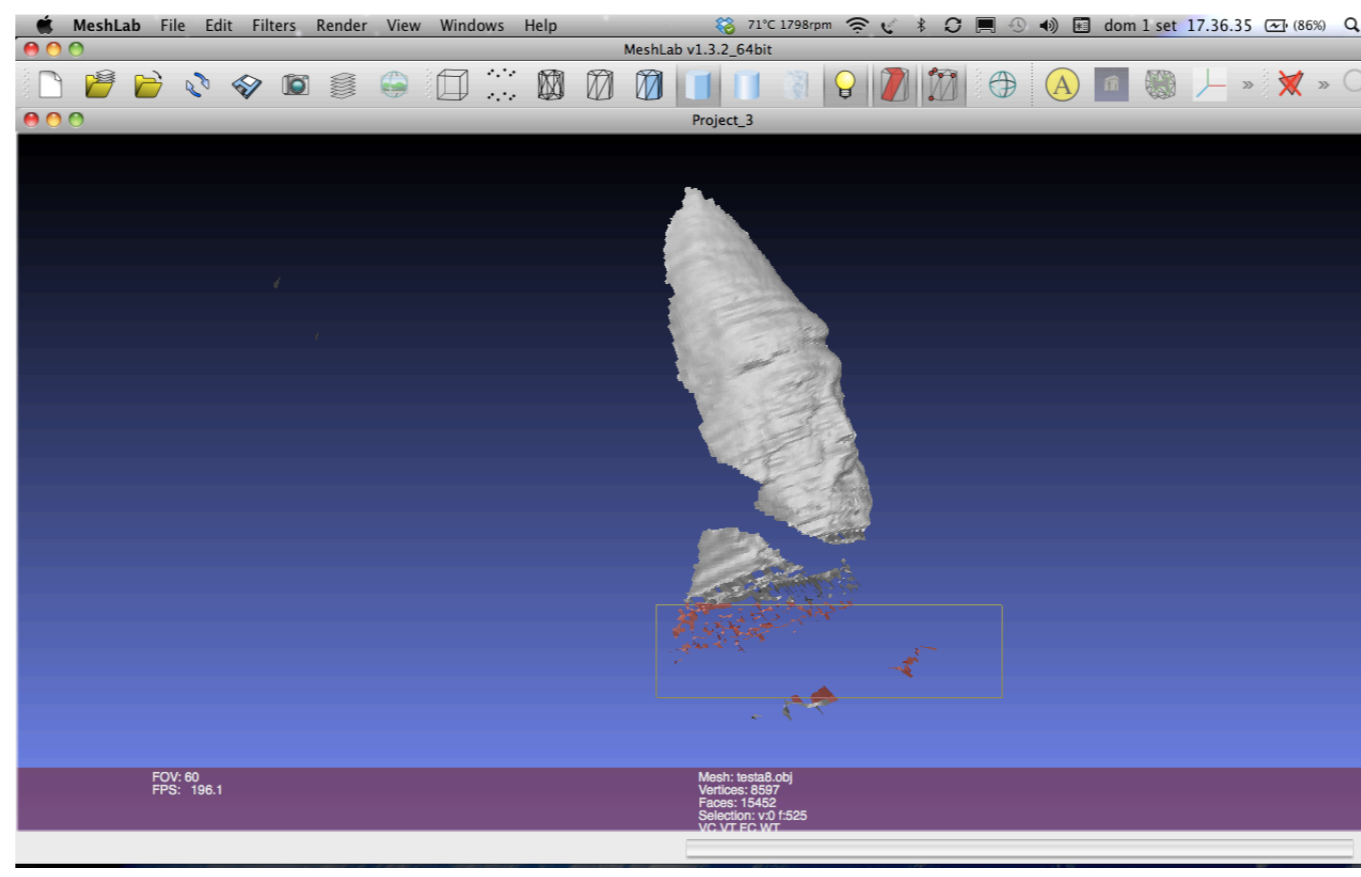 MeshLab File Edit Filters Render View Windows Help 71°C 1798rpm dom 1 set 17.36.35 (86%)
MeshLab v1.3.2_64bit
A » »
Project_3
FOV: 60
FPS: 196.1
Mesh: testa8.obj
Vertices: 8597
Faces: 15452
Selection: v:0 f:525
VC VT FC WT